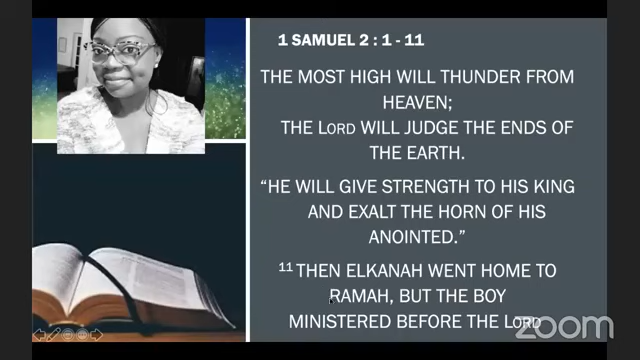 1 SAMUEL 2 : 1 - 11
THE MOST HIGH WILL THUNDER FROM
HEAVEN;
THE LORD WILL JUDGE THE ENDS OF
THE EARTH.
“HE WILL GIVE STRENGTH TO HIS KING
AND EXALT THE HORN OF HIS
ANOINTED.”
11 THEN ELKANAH WENT HOME TO
RAMAH, BUT THE BOY
MINISTERED BEFORE THE LORD
zoom